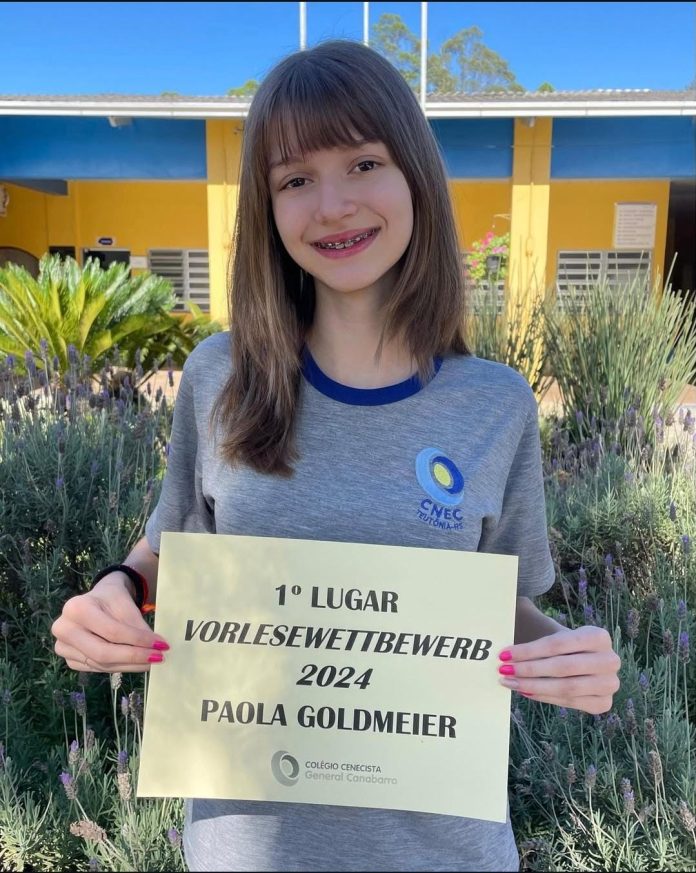 CNEC
TEUTÔNIA-RS
1º LUGAR
VORLESEWETTBEWERB
2024
PAOLA GOLDMEIER
COLÉGIO CENECISTA
General Canabarro